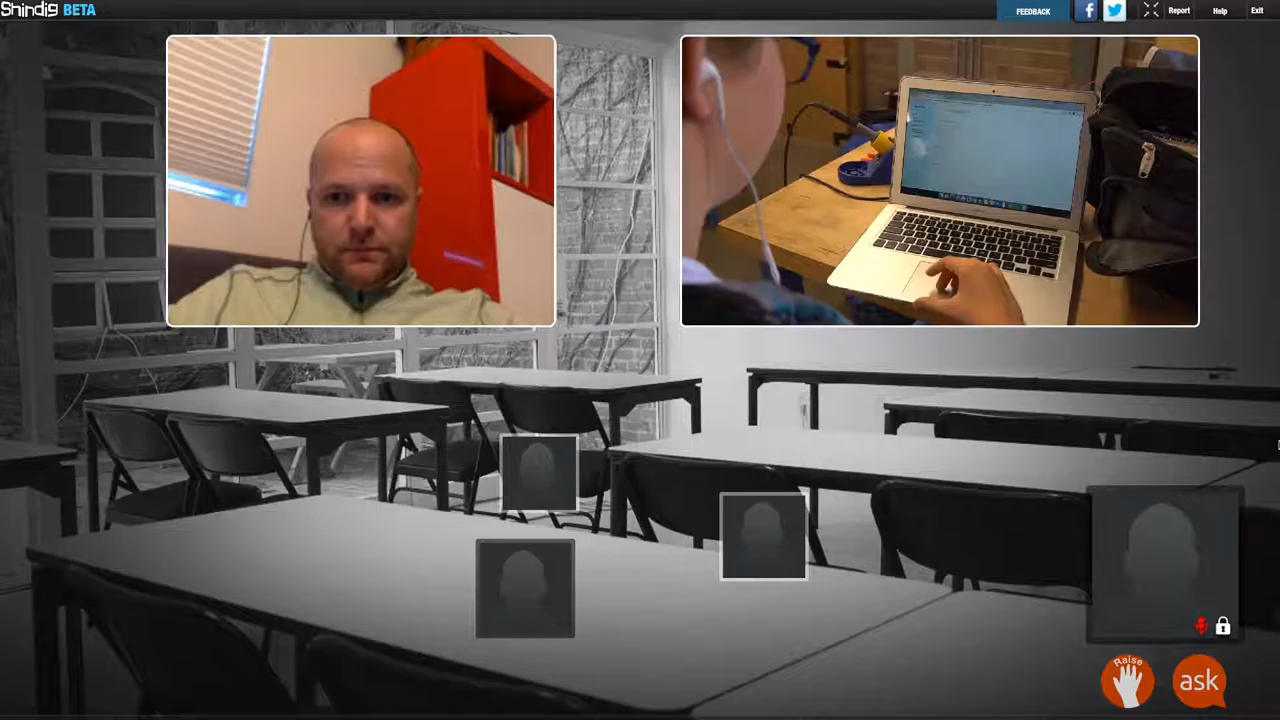 Shindig BETA
FEEDBACK
f
Report
Help
Exit
Raise
ask